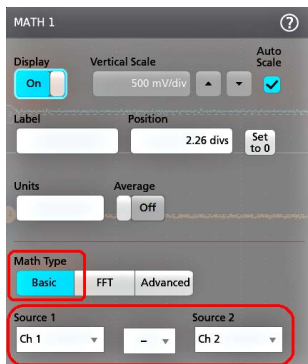 MATH 1 ?
Auto
Display Vertical Scale Scale
On 500 mV/div
Label Position
2.26 divs Set
to 0
Units Average
Off
Math Type
Basic FFT Advanced
Source 1 Source 2
Ch 1 – Ch 2